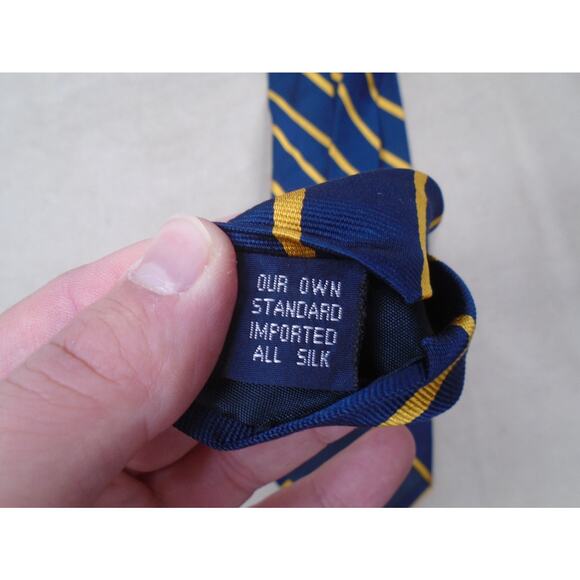 OUR OWN
STANDARD
IMPORTED
ALL SILK